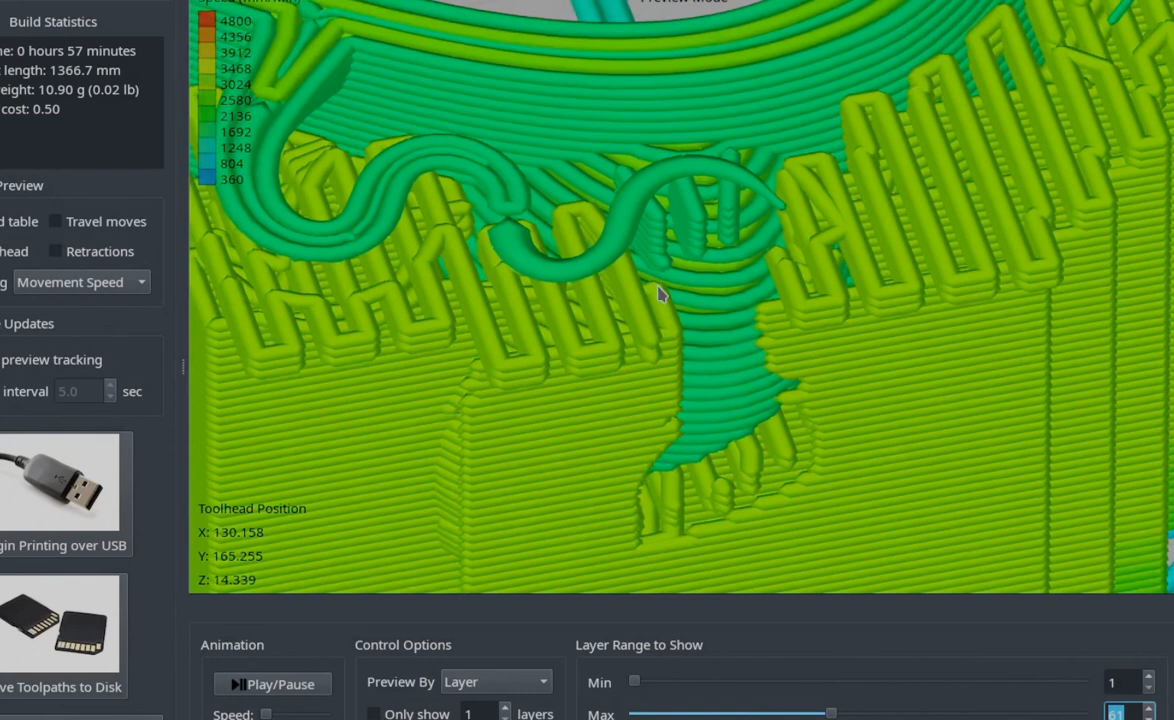 Build Statistics
me: 0 hours 57 minutes
length: 1366.7 mm
eight: 10.90 g (0.02 lb)
cost: 0.50
Preview
d table
Travel moves
head
Retractions
g
Movement Speed
Updates
preview tracking
interval 5.0 sec
gin Printing over USB
ve Toolpaths to Disk
Speed (mm/min)
4800
4356
3912
3468
3024
2580
2136
1692
1248
804
360
Preview Mode
Toolhead Position
X: 130.158
Y: 165.255
Z: 14.339
Animation
Play/Pause
Speed:
Control Options
Preview By Layer
Only show 1 layers
Layer Range to Show
Min 1
Max 61